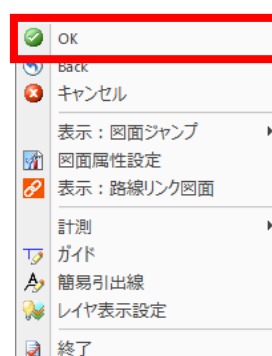 OK
Back
キャンセル
表示：図面ジャンプ
図面属性設定
表示：路線リンク図面
計測
ガイド
簡易引出線
レイヤ表示設定
終了